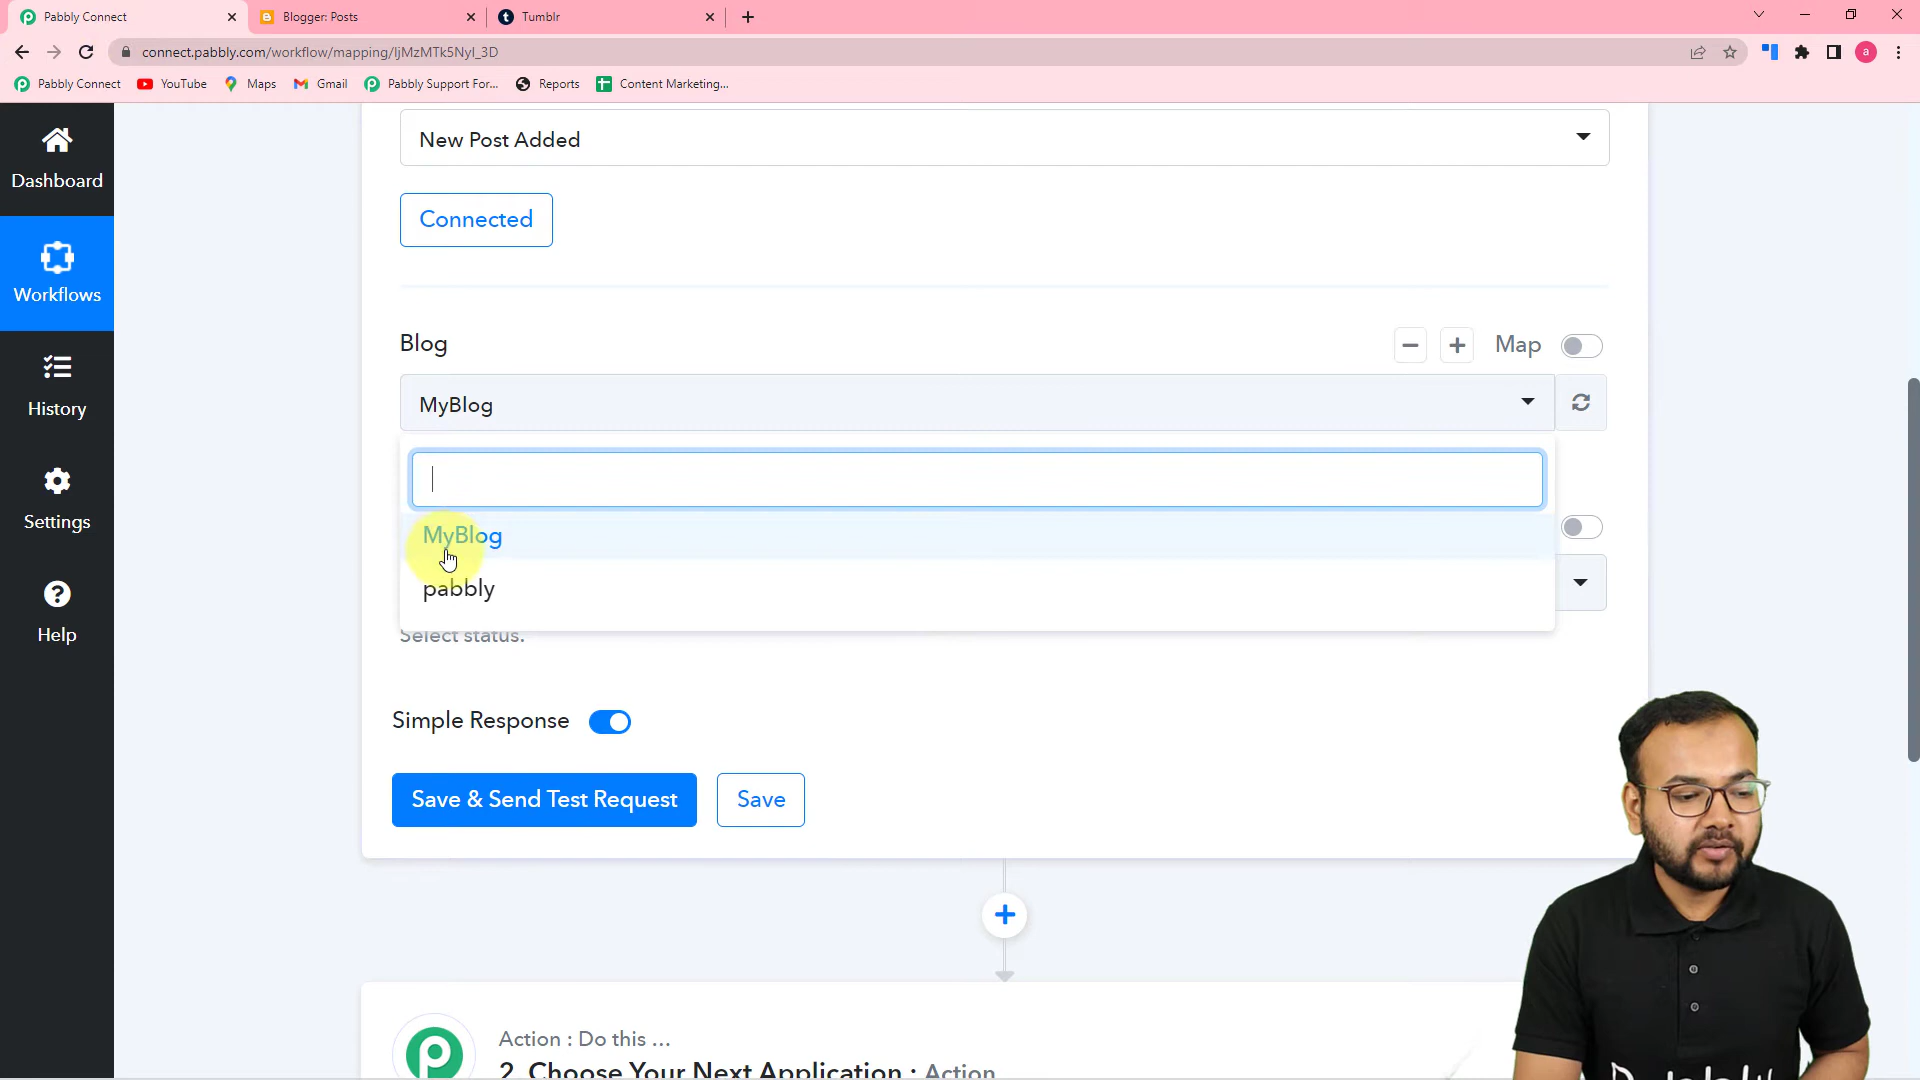 Pabbly Connect
Blogger: Posts
Tumblr
connect.pabbly.com/workflow/mapping/IjMzMTk5NyI_3D
a
Pabbly Connect
YouTube
Maps
Gmail
Pabbly Support For...
Reports
Content Marketing...
Dashboard
Workflows
History
Settings
Help
New Post Added
Connected
Blog
Map
MyBlog
MyBlog
pabbly
Select status.
Simple Response
Save & Send Test Request
Save
Action : Do this ...
2. Choose Your Next Application : Action